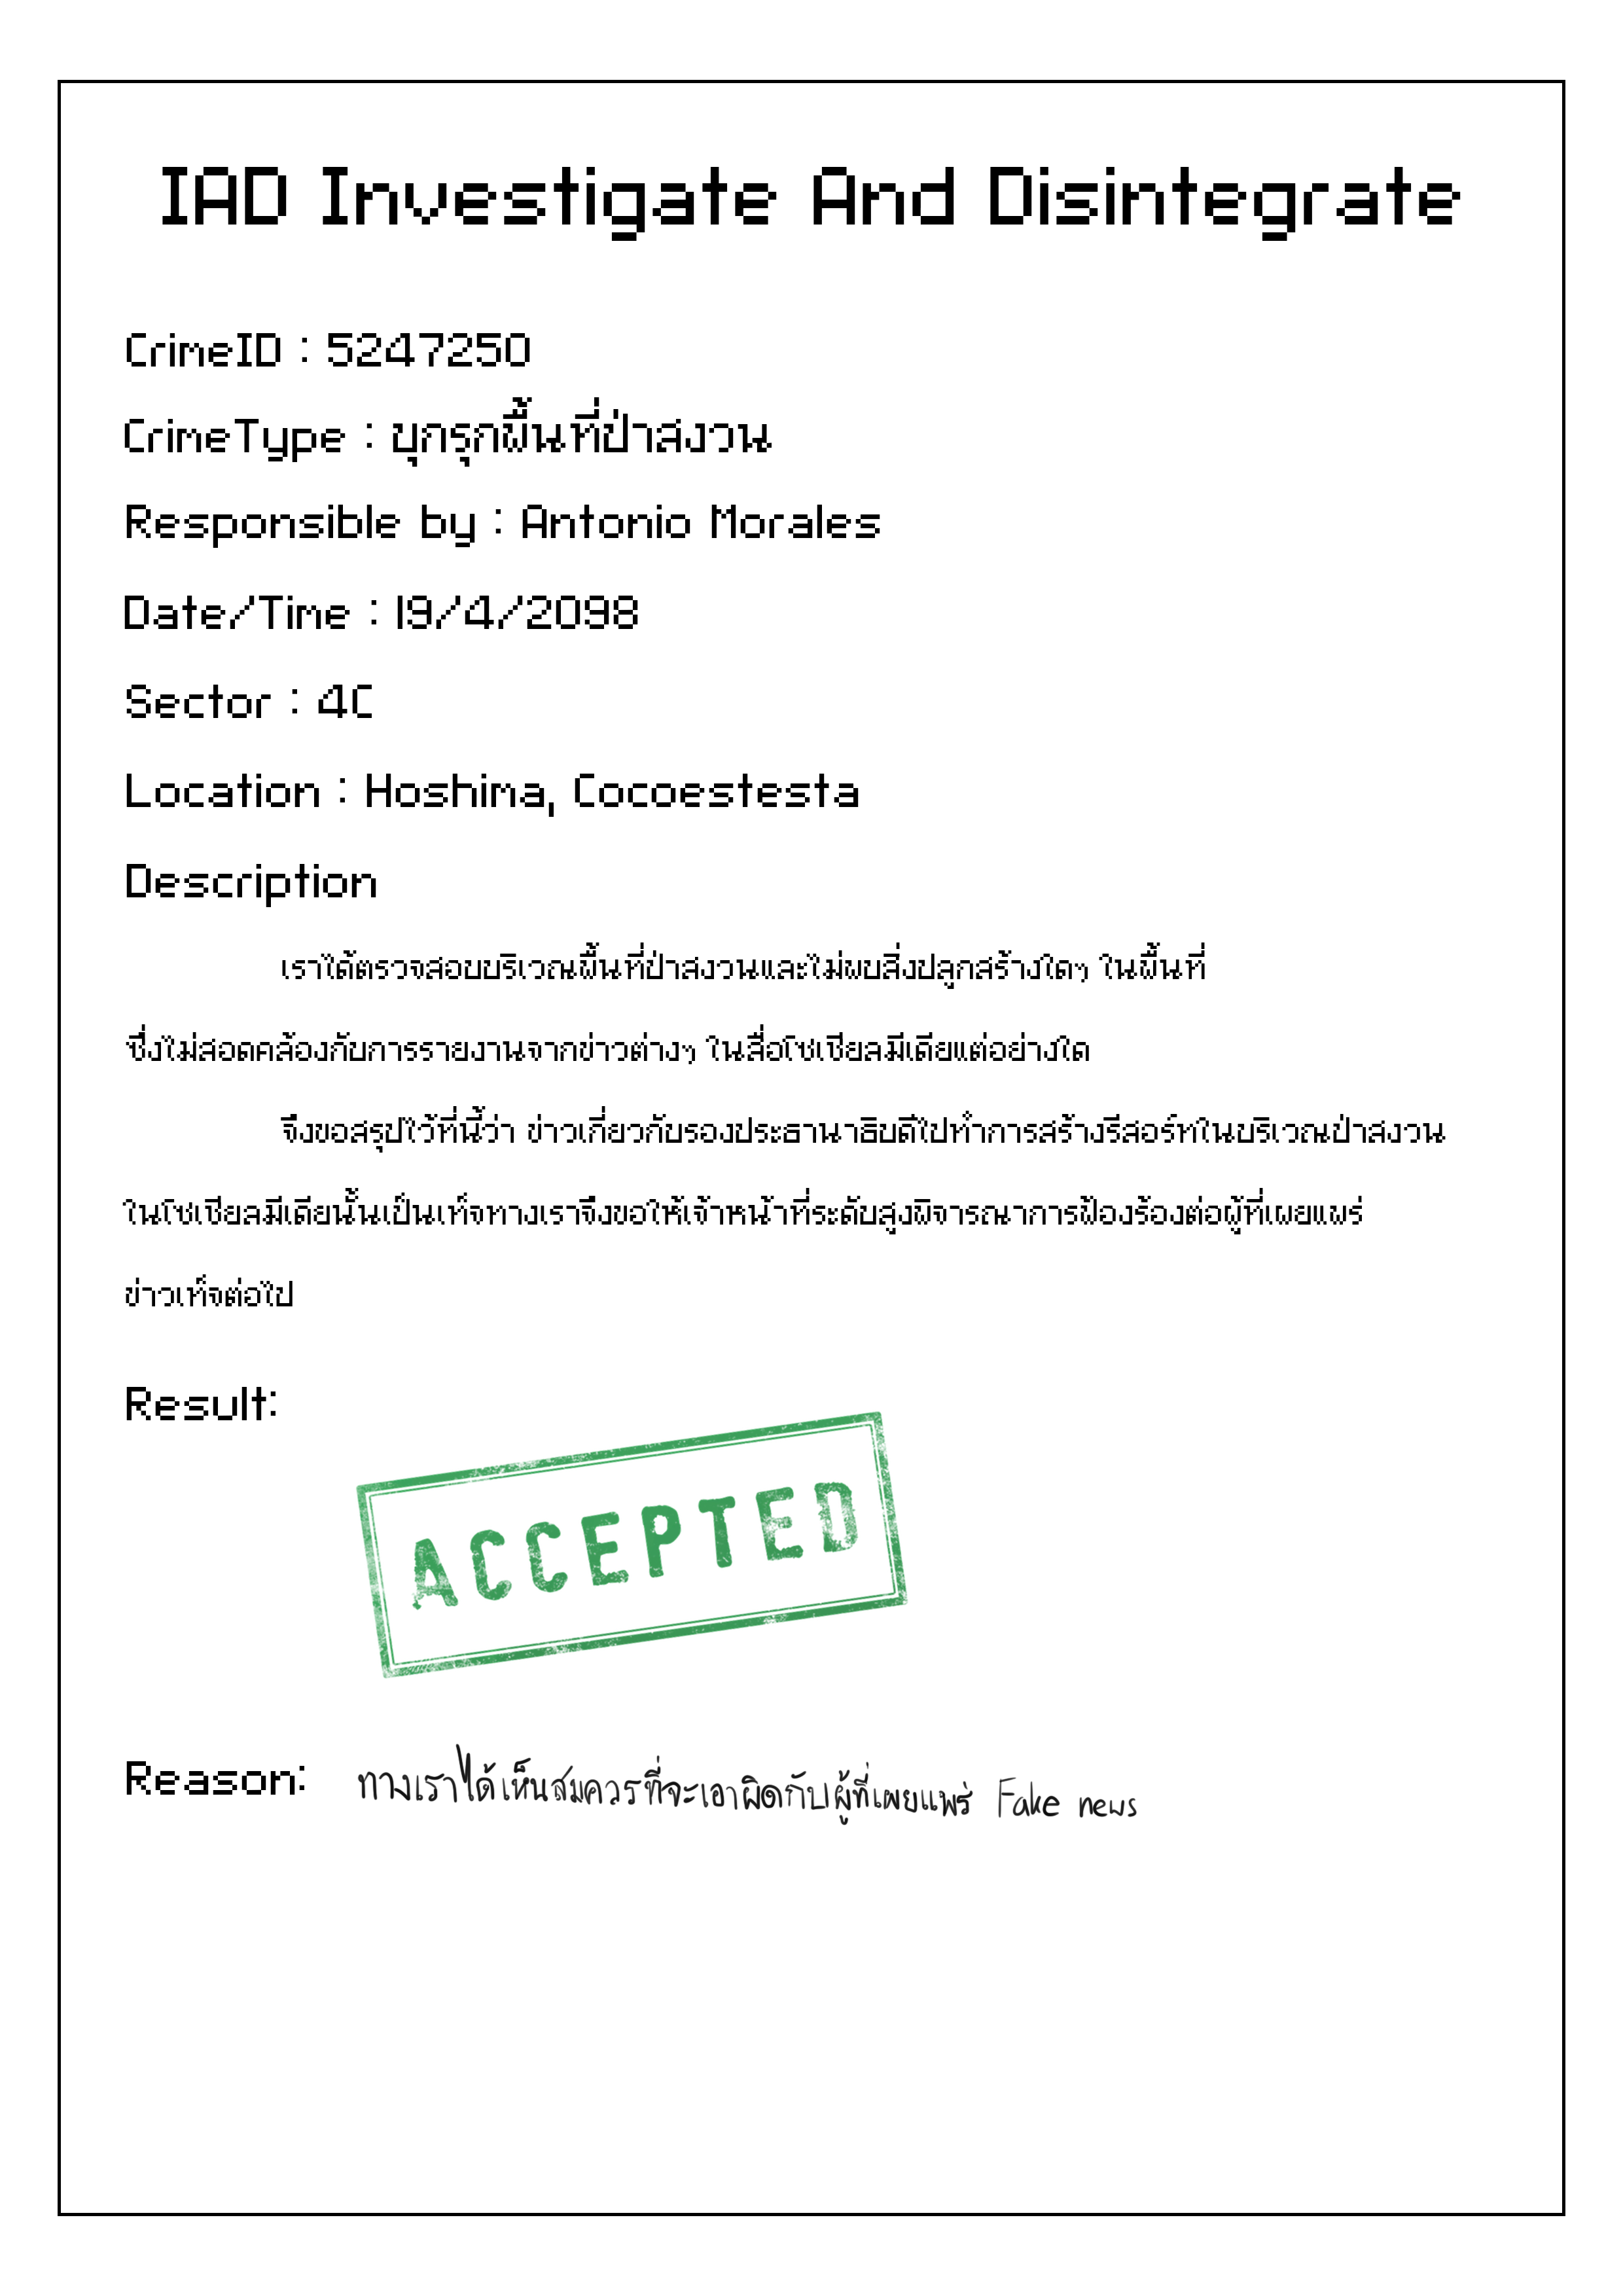 IAD Investigate And Disintegrate
CrimeID : 5247250
CrimeType : บุกรุกพื้นที่ป่าสงวน
Responsible by : Antonio Morales
Date/Time : 19/4/2098
Sector : 4C
Location : Hoshima, Cocoestesta
Description
เราได้ตรวจสอบบริเวณพื้นที่ป่าสงวนและไม่พบสิ่งปลูกสร้างใดๆ ในพื้นที่
ซึ่งไม่สอดคล้องกับการรายงานจากข่าวต่างๆ ในสื่อโซเชียลมีเดียแต่อย่างใด
จึงขอสรุปไว้ที่นี้ว่า ข่าวเกี่ยวกับรองประธานาธิบดีไปทำการสร้างรีสอร์ทในบริเวณป่าสงวน
ในโซเชียลมีเดียนั้นเป็นเท็จทางเราจึงขอให้เจ้าหน้าที่ระดับสูงพิจารณาการฟ้องร้องต่อผู้ที่เผยแพร่
ข่าวเท็จต่อไป
Result:
ACCEPTED
Reason: ทางเราได้เห็นสมควรที่จะเอาผิดกับผู้ที่เผยแพร่ Fake news